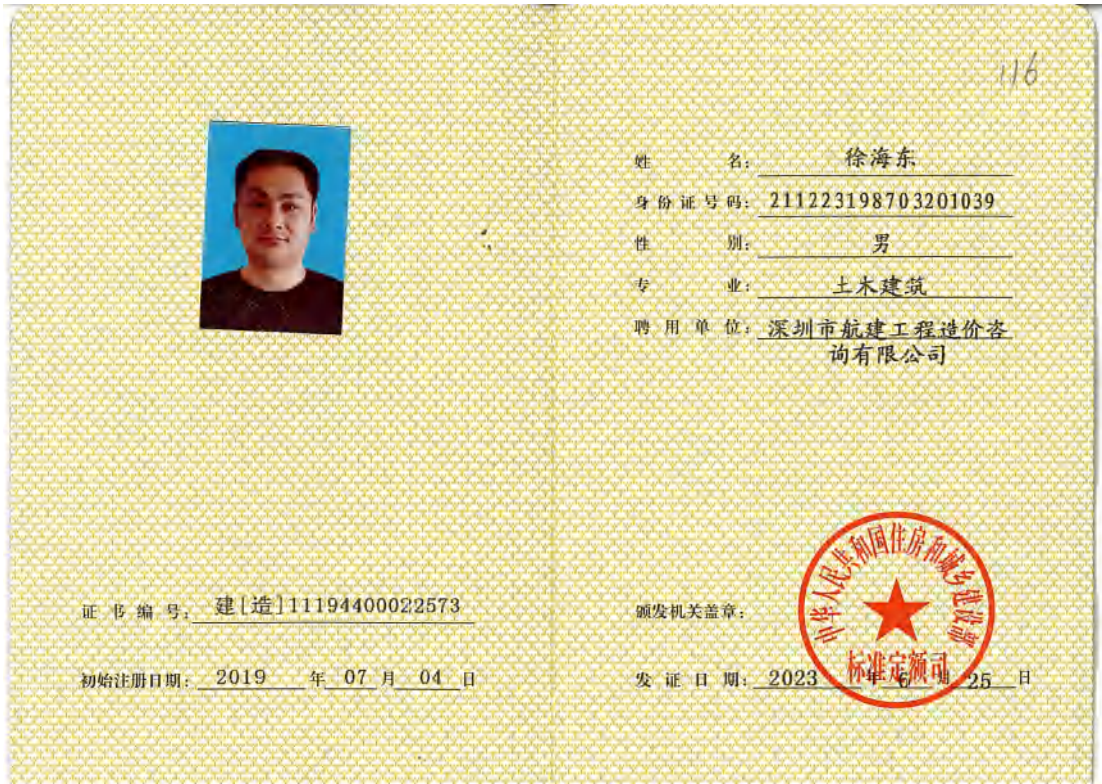 116
姓 名: 徐海东
身份证号码: 211223198703201039
性 别: 男
专 业: 土木建筑
聘用单位: 深圳市航建工程造价咨
询有限公司
证书编号: 建[造]11194400022573
初始注册日期: 2019 年 07 月 04 日
颁发机关盖章:
中华人民共和国住房和城乡建设部
标准定额司
发证日期: 2023 年 6 月 25 日